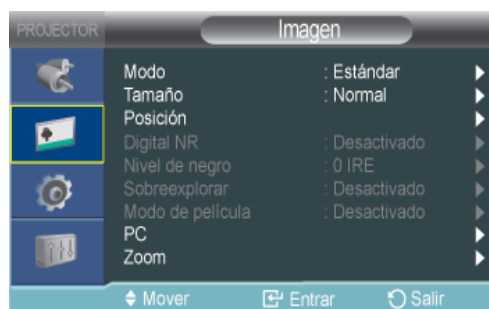 PROJECTOR
Imagen
Modo : Estándar
Tamaño : Normal
Posición
Digital NR : Desactivado
Nivel de negro : 0 IRE
Sobreexplorar : Desactivado
Modo de película : Desactivado
PC
Zoom
Mover Entrar Salir